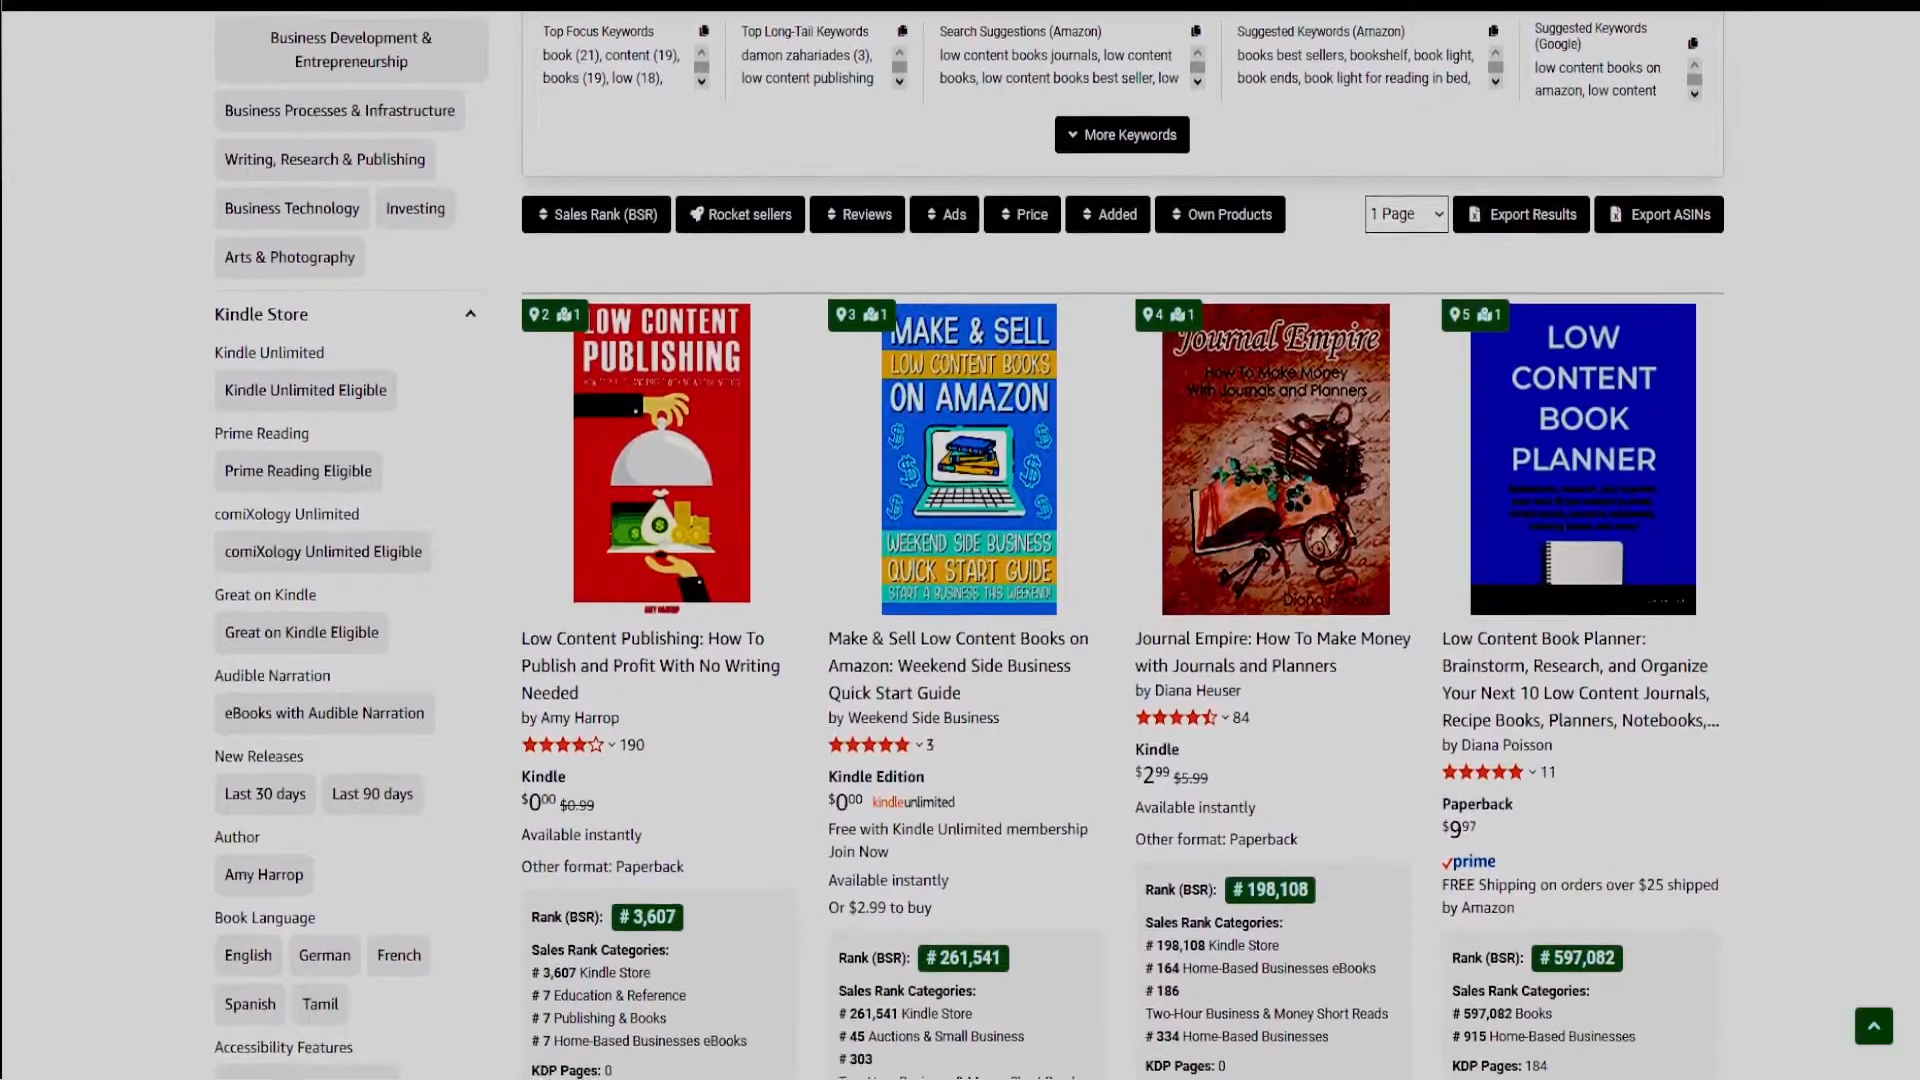 Business Development &
Entrepreneurship
Business Processes & Infrastructure
Writing, Research & Publishing
Business Technology
Investing
Arts & Photography
Kindle Store
Kindle Unlimited
Kindle Unlimited Eligible
Prime Reading
Prime Reading Eligible
comiXology Unlimited
comiXology Unlimited Eligible
Great on Kindle
Great on Kindle Eligible
Audible Narration
eBooks with Audible Narration
New Releases
Last 30 days
Last 90 days
Author
Amy Harrop
Book Language
English
German
French
Spanish
Tamil
Accessibility Features
Top Focus Keywords
book (21), content (19),
books (19), low (18),
Top Long-Tail Keywords
damon zahariades (3),
low content publishing
Search Suggestions (Amazon)
low content books journals, low content
books, low content books best seller, low
Suggested Keywords (Amazon)
books best sellers, bookshelf, book light,
book ends, book light for reading in bed,
Suggested Keywords
(Google)
low content books on
amazon, low content
More Keywords
Sales Rank (BSR)
Rocket sellers
Reviews
Ads
Price
Added
Own Products
1 Page
Export Results
Export ASINs
2 1
LOW CONTENT
PUBLISHING
AMY HARROP
Low Content Publishing: How To
Publish and Profit With No Writing
Needed
by Amy Harrop
190
Kindle
$0.00 $0.99
Available instantly
Other format: Paperback
Rank (BSR): # 3,607
Sales Rank Categories:
# 3,607 Kindle Store
# 7 Education & Reference
# 7 Publishing & Books
# 7 Home-Based Businesses eBooks
KDP Pages: 0
3 1
MAKE & SELL
LOW CONTENT BOOKS
ON AMAZON
WEEKEND SIDE BUSINESS
QUICK START GUIDE
START A BUSINESS THIS WEEKEND!
Make & Sell Low Content Books on
Amazon: Weekend Side Business
Quick Start Guide
by Weekend Side Business
3
Kindle Edition
$0.00 kindleunlimited
Free with Kindle Unlimited membership
Join Now
Available instantly
Or $2.99 to buy
Rank (BSR): # 261,541
Sales Rank Categories:
# 261,541 Kindle Store
# 45 Auctions & Small Business
# 303
4 1
Journal Empire
How To Make Money
With Journals and Planners
Diana Heuser
Journal Empire: How To Make Money
with Journals and Planners
by Diana Heuser
84
Kindle
$2.99 $5.99
Available instantly
Other format: Paperback
Rank (BSR): # 198,108
Sales Rank Categories:
# 198,108 Kindle Store
# 164 Home-Based Businesses eBooks
# 186
Two-Hour Business & Money Short Reads
# 334 Home-Based Businesses
KDP Pages: 0
5 1
LOW
CONTENT
BOOK
PLANNER
Low Content Book Planner:
Brainstorm, Research, and Organize
Your Next 10 Low Content Journals,
Recipe Books, Planners, Notebooks,...
by Diana Poisson
11
Paperback
$9.97
prime
FREE Shipping on orders over $25 shipped
by Amazon
Rank (BSR): # 597,082
Sales Rank Categories:
# 597,082 Books
# 915 Home-Based Businesses
KDP Pages: 184